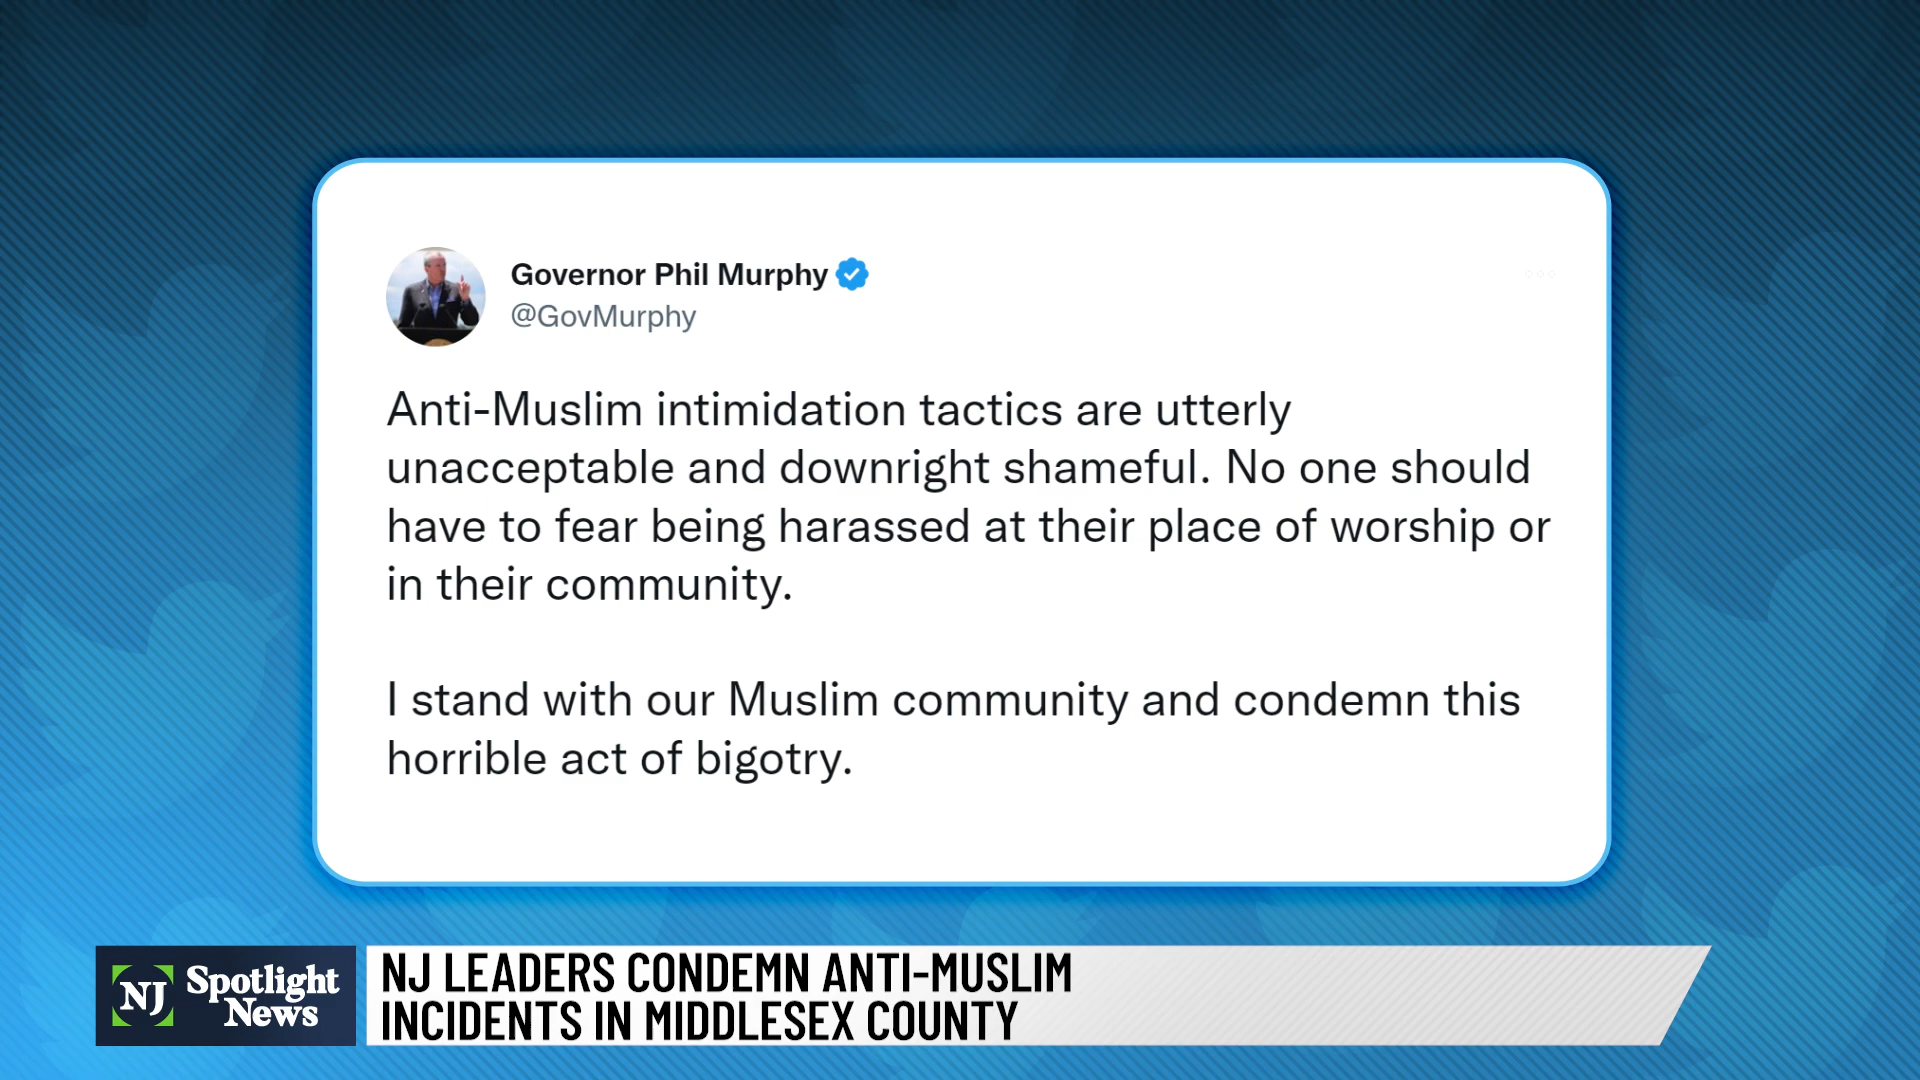 Governor Phil Murphy
@GovMurphy
Anti-Muslim intimidation tactics are utterly
unacceptable and downright shameful. No one should
have to fear being harassed at their place of worship or
in their community.
I stand with our Muslim community and condemn this
horrible act of bigotry.
NJ Spotlight
News
NJ LEADERS CONDEMN ANTI-MUSLIM
INCIDENTS IN MIDDLESEX COUNTY